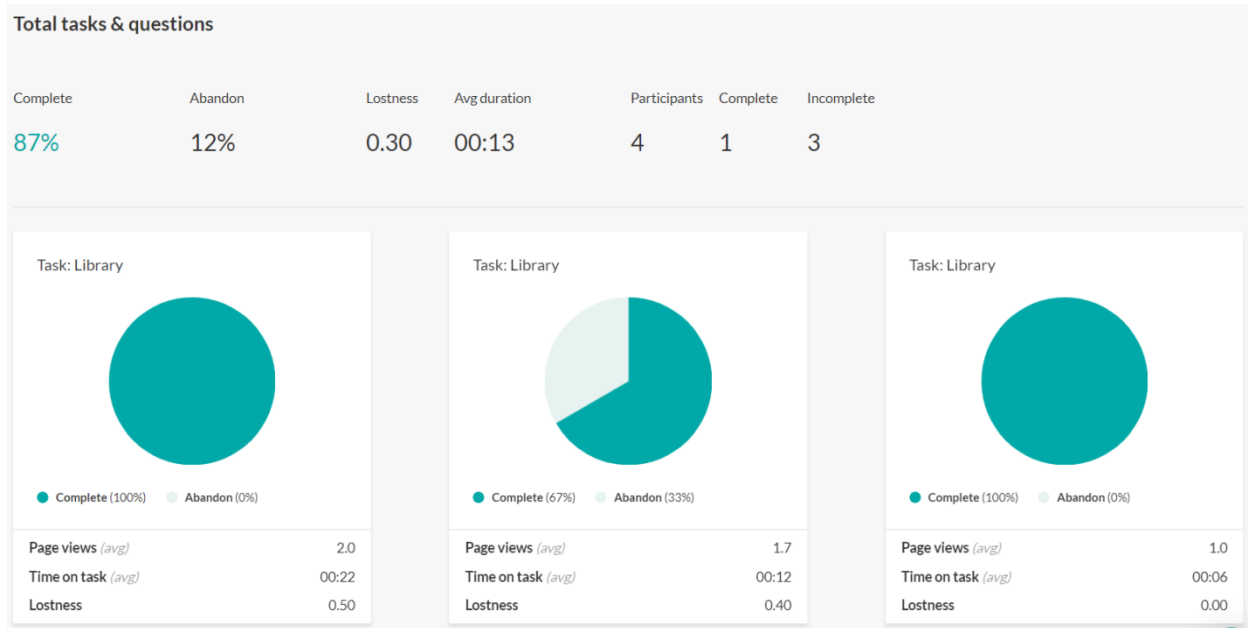 Total tasks & questions
Complete Abandon Lostness Avg duration Participants Complete Incomplete
87% 12% 0.30 00:13 4 1 3
Task: Library
Complete (100%) Abandon (0%)
Page views (avg) 2.0
Time on task (avg) 00:22
Lostness 0.50
Task: Library
Complete (67%) Abandon (33%)
Page views (avg) 1.7
Time on task (avg) 00:12
Lostness 0.40
Task: Library
Complete (100%) Abandon (0%)
Page views (avg) 1.0
Time on task (avg) 00:06
Lostness 0.00